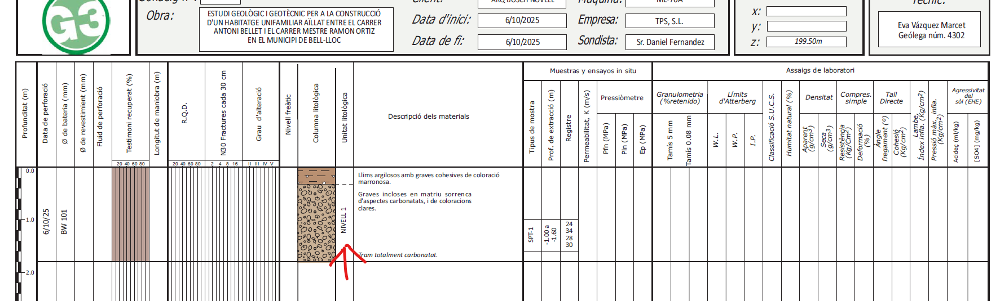 Obra:
ESTUDI GEOLÒGIC I GEOTÈCNIC PER A LA CONSTRUCCIÓ
D'UN HABITATGE UNIFAMILIAR AÏLLAT ENTRE EL CARRER
ANTONI BELLET I EL CARRER MESTRE RAMON ORTIZ
EN EL MUNICIPI DE BELL-LLOC
Client:
ARQ BOSCH NOVELL
Data d'inici:
6/10/2025
Data de fi:
6/10/2025
Màquina:
ML-76A
Empresa:
TPS, S.L.
Sondista:
Sr. Daniel Fernandez
x:
y:
z:
199.50m
Tècnic:
Eva Vázquez Marcet
Geólega núm. 4302
G3
Profunditat (m)
Data de perforació
Ø de bateria (mm)
Ø de revestiment (mm)
Fluid de perforació
Testimoni recuperat (%)
20 40 60 80
Longitut de maniobra (m)
R.Q.D.
20 40 60 80
N30 Fractures cada 30 cm
2 4 8 16
Grau d'alteració
II III IV V
Nivell freàtic
Columna litològica
Unitat litològica
Descripció dels materials
Muestras y ensayos in situ
Tipus de mostra
Prof. de extracció (m)
Registre
Permeabilitat, K (m/s)
Pressiòmetre
Pfn (MPa)
Pln (MPa)
Ep (MPa)
Assaigs de laboratori
Granulometria
(%retenido)
Tamís 5 mm
Tamís 0.08 mm
Límits
d'Atterberg
W.L.
W.P.
I.P.
Classificació S.U.C.S.
Humitat natural (%)
Densitat
Aparent
(g/cm3)
Seca
(g/cm3)
Compres.
simple
Resistència
(Kg/Cm2)
Deformació
(%)
Tall
Directe
Àngle
fregament (º)
Cohesió
(Kg/cm2)
Lambe,
Índex infla. (Kg/cm2)
Pressió màx. infla.
(Kg/cm2)
Agressivitat
del
sòl (EHE)
Acideç (ml/kg)
[SO4] (mg/kg)
0.0
1.0
2.0
6/10/25
BW 101
NIVELL 1
Llims argilosos amb graves cohesives de coloració
marronosa.
Graves incloses en matriu sorrenca
d'aspectes carbonatats, i de coloracions
clares.
Tram totalment carbonatat.
SPT-1
-1.00 a
-1.60
24
34
28
30